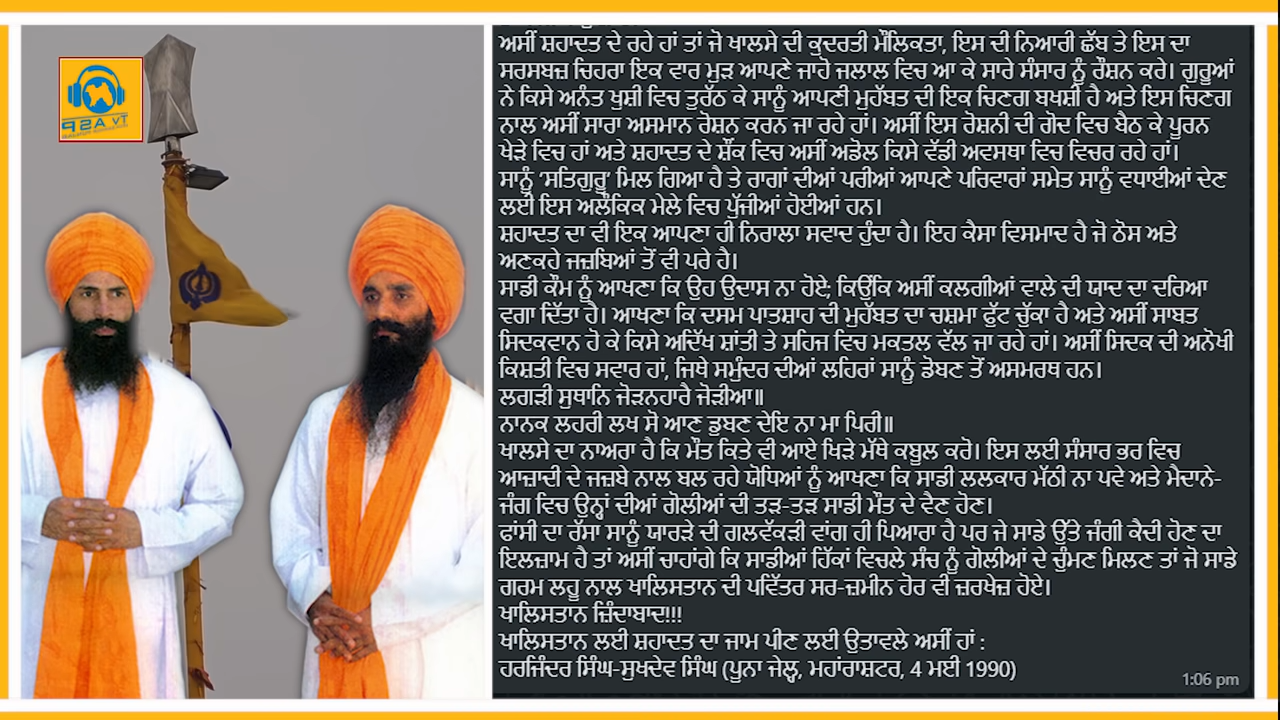 P2A TV
ਅਸੀਂ ਸ਼ਹਾਦਤ ਦੇ ਰਹੇ ਹਾਂ ਤਾਂ ਜੋ ਖਾਲਸੇ ਦੀ ਕੁਦਰਤੀ ਮੌਲਿਕਤਾ, ਇਸ ਦੀ ਨਿਆਰੀ ਛੱਬ ਤੇ ਇਸ ਦਾ
ਸਰਸਬਜ਼ ਚਿਹਰਾ ਇਕ ਵਾਰ ਮੁੜ ਆਪਣੇ ਜਾਹੋ ਜਲਾਲ ਵਿਚ ਆ ਕੇ ਸਾਰੇ ਸੰਸਾਰ ਨੂੰ ਰੌਸ਼ਨ ਕਰੇ। ਗੁਰੂਆਂ
ਨੇ ਕਿਸੇ ਅਨੰਤ ਖੁਸ਼ੀ ਵਿਚ ਤੁਰੱਠ ਕੇ ਸਾਨੂੰ ਆਪਣੀ ਮੁਹੱਬਤ ਦੀ ਇਕ ਚਿਣਗ ਬਖਸ਼ੀ ਹੈ ਅਤੇ ਇਸ ਚਿਣਗ
ਨਾਲ ਅਸੀਂ ਸਾਰਾ ਅਸਮਾਨ ਰੋਸ਼ਨ ਕਰਨ ਜਾ ਰਹੇ ਹਾਂ। ਅਸੀਂ ਇਸ ਰੋਸ਼ਨੀ ਦੀ ਗੋਦ ਵਿਚ ਬੈਠ ਕੇ ਪੂਰਨ
ਖੇੜੇ ਵਿਚ ਹਾਂ ਅਤੇ ਸ਼ਹਾਦਤ ਦੇ ਸ਼ੌਂਕ ਵਿਚ ਅਸੀਂ ਅਡੋਲ ਕਿਸੇ ਵੱਡੀ ਅਵਸਥਾ ਵਿਚ ਵਿਚਰ ਰਹੇ ਹਾਂ।
ਸਾਨੂੰ 'ਸਤਿਗੁਰੂ' ਮਿਲ ਗਿਆ ਹੈ ਤੇ ਰਾਗਾਂ ਦੀਆਂ ਪਰੀਆਂ ਆਪਣੇ ਪਰਿਵਾਰਾਂ ਸਮੇਤ ਸਾਨੂੰ ਵਧਾਈਆਂ ਦੇਣ
ਲਈ ਇਸ ਅਲੌਕਿਕ ਮੇਲੇ ਵਿਚ ਪੁੱਜੀਆਂ ਹੋਈਆਂ ਹਨ।
ਸ਼ਹਾਦਤ ਦਾ ਵੀ ਇਕ ਆਪਣਾ ਹੀ ਨਿਰਾਲਾ ਸਵਾਦ ਹੁੰਦਾ ਹੈ। ਇਹ ਕੈਸਾ ਵਿਸਮਾਦ ਹੈ ਜੋ ਠੋਸ ਅਤੇ
ਅਣਕਹੇ ਜਜ਼ਬਿਆਂ ਤੋਂ ਵੀ ਪਰੇ ਹੈ।
ਸਾਡੀ ਕੌਮ ਨੂੰ ਆਖਣਾ ਕਿ ਉਹ ਉਦਾਸ ਨਾ ਹੋਏ; ਕਿਉਂਕਿ ਅਸੀਂ ਕਲਗੀਆਂ ਵਾਲੇ ਦੀ ਯਾਦ ਦਾ ਦਰਿਆ
ਵਗਾ ਦਿੱਤਾ ਹੈ। ਆਖਣਾ ਕਿ ਦਸਮ ਪਾਤਸ਼ਾਹ ਦੀ ਮੁਹੱਬਤ ਦਾ ਚਸ਼ਮਾ ਫੁੱਟ ਚੁੱਕਾ ਹੈ ਅਤੇ ਅਸੀਂ ਸਾਬਤ
ਸਿਦਕਵਾਨ ਹੋ ਕੇ ਕਿਸੇ ਅਦਿੱਖ ਸ਼ਾਂਤੀ ਤੇ ਸਹਿਜ ਵਿਚ ਮਕਤਲ ਵੱਲ ਜਾ ਰਹੇ ਹਾਂ। ਅਸੀਂ ਸਿਦਕ ਦੀ ਅਨੋਖੀ
ਕਿਸ਼ਤੀ ਵਿਚ ਸਵਾਰ ਹਾਂ, ਜਿਥੇ ਸਮੁੰਦਰ ਦੀਆਂ ਲਹਿਰਾਂ ਸਾਨੂੰ ਡੋਬਣ ਤੋਂ ਅਸਮਰਥ ਹਨ।
ਲਗੜੀ ਸੁਥਾਨਿ ਜੋੜਨਹਾਰੈ ਜੋੜੀਆ॥
ਨਾਨਕ ਲਹਰੀ ਲਖ ਸੋ ਆਣ ਡੁਬਣ ਦੇਇ ਨਾ ਮਾ ਪਿਰੀ॥
ਖਾਲਸੇ ਦਾ ਨਾਅਰਾ ਹੈ ਕਿ ਮੌਤ ਕਿਤੇ ਵੀ ਆਏ ਖਿੜੇ ਮੱਥੇ ਕਬੂਲ ਕਰੋ। ਇਸ ਲਈ ਸੰਸਾਰ ਭਰ ਵਿਚ
ਆਜ਼ਾਦੀ ਦੇ ਜਜ਼ਬੇ ਨਾਲ ਬਲ ਰਹੇ ਯੋਧਿਆਂ ਨੂੰ ਆਖਣਾ ਕਿ ਸਾਡੀ ਲਲਕਾਰ ਮੱਠੀ ਨਾ ਪਵੇ ਅਤੇ ਮੈਦਾਨੇ-
ਜੰਗ ਵਿਚ ਉਨ੍ਹਾਂ ਦੀਆਂ ਗੋਲੀਆਂ ਦੀ ਤੜ-ਤੜ ਸਾਡੀ ਮੌਤ ਦੇ ਵੈਣ ਹੋਣ।
ਫਾਂਸੀ ਦਾ ਰੱਸਾ ਸਾਨੂੰ ਯਾਰੜੇ ਦੀ ਗਲਵੱਕੜੀ ਵਾਂਗ ਹੀ ਪਿਆਰਾ ਹੈ ਪਰ ਜੇ ਸਾਡੇ ਉੱਤੇ ਜੰਗੀ ਕੈਦੀ ਹੋਣ ਦਾ
ਇਲਜ਼ਾਮ ਹੈ ਤਾਂ ਅਸੀਂ ਚਾਹਾਂਗੇ ਕਿ ਸਾਡੀਆਂ ਹਿੱਕਾਂ ਵਿਚਲੇ ਸੱਚ ਨੂੰ ਗੋਲੀਆਂ ਦੇ ਚੁੰਮਣ ਮਿਲਣ ਤਾਂ ਜੋ ਸਾਡੇ
ਗਰਮ ਲਹੂ ਨਾਲ ਖਾਲਿਸਤਾਨ ਦੀ ਪਵਿੱਤਰ ਸਰ-ਜ਼ਮੀਨ ਹੋਰ ਵੀ ਜ਼ਰਖੇਜ਼ ਹੋਏ।
ਖਾਲਿਸਤਾਨ ਜ਼ਿੰਦਾਬਾਦ!!!
ਖਾਲਿਸਤਾਨ ਲਈ ਸ਼ਹਾਦਤ ਦਾ ਜਾਮ ਪੀਣ ਲਈ ਉਤਾਵਲੇ ਅਸੀਂ ਹਾਂ :
ਹਰਜਿੰਦਰ ਸਿੰਘ-ਸੁਖਦੇਵ ਸਿੰਘ (ਪੂਨਾ ਜੇਲ੍ਹ, ਮਹਾਂਰਾਸ਼ਟਰ, 4 ਮਈ 1990)
1:06 pm